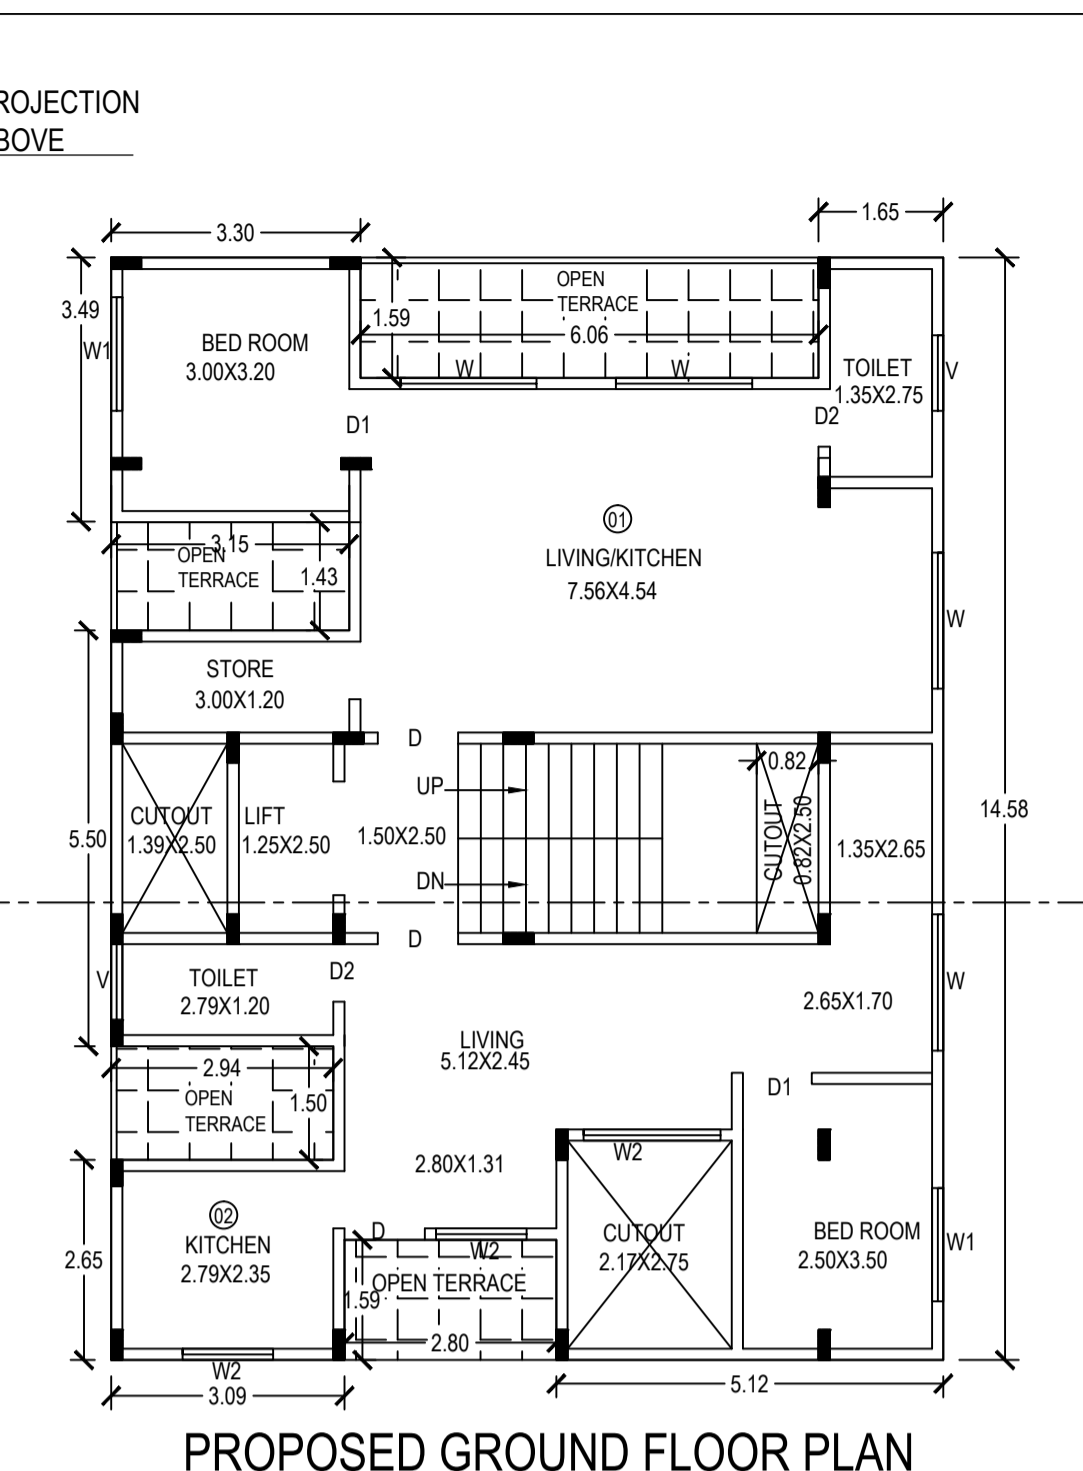 ROJECTION
BOVE
1.65
3.30
3.49
1.59
OPEN
TERRACE
6.06
W1
BED ROOM
3.00X3.20
W
W
TOILET
1.35X2.75
V
D1
D2
01
LIVING/KITCHEN
7.56X4.54
3.15
OPEN
TERRACE
1.43
W
STORE
3.00X1.20
D
0.82
UP
CUTOUT
1.39X2.50
LIFT
1.25X2.50
1.50X2.50
CUTOUT
0.82X2.50
1.35X2.65
14.58
5.50
DN
D
V
TOILET
2.79X1.20
D2
W
2.65X1.70
LIVING
5.12X2.45
2.94
OPEN
TERRACE
1.50
D1
2.80X1.31
W2
02
KITCHEN
2.79X2.35
2.65
D
W2
CUTOUT
2.17X2.75
BED ROOM
2.50X3.50
W1
OPEN TERRACE
1.59
2.80
W2
3.09
5.12
PROPOSED GROUND FLOOR PLAN